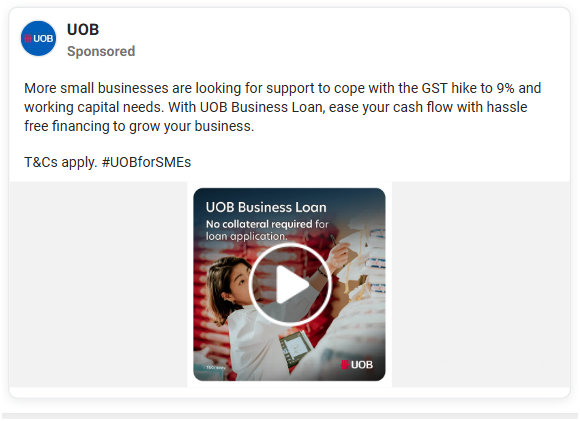 UOB
UOB
Sponsored
More small businesses are looking for support to cope with the GST hike to 9% and
working capital needs. With UOB Business Loan, ease your cash flow with hassle
free financing to grow your business.
T&Cs apply. #UOBforSMEs
UOB Business Loan
No collateral required for
loan application.
UOB